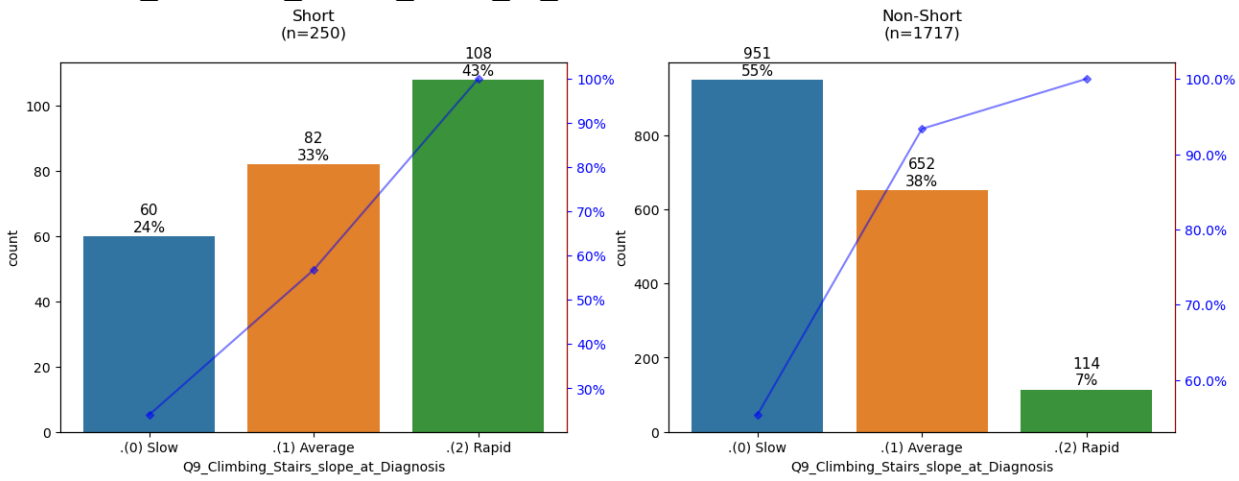 Short
(n=250)
count
100
80
60
40
20
0
60
24%
82
33%
108
43%
100%
90%
80%
70%
60%
50%
40%
30%
.(0) Slow
.(1) Average
.(2) Rapid
Q9_Climbing_Stairs_slope_at_Diagnosis
Non-Short
(n=1717)
count
800
600
400
200
0
951
55%
652
38%
114
7%
100.0%
90.0%
80.0%
70.0%
60.0%
.(0) Slow
.(1) Average
.(2) Rapid
Q9_Climbing_Stairs_slope_at_Diagnosis